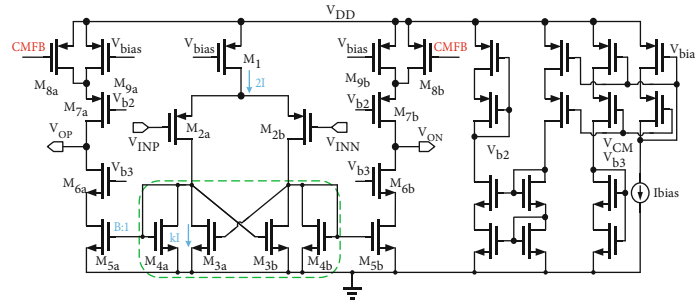 V_DD
CMFB
V_bias
V_bias
V_bias
CMFB
V_bia
M_8a
M_9a
M_1
2I
M_9b
M_8b
M_7a
V_b2
V_b2
M_7b
M_2a
M_2b
V_OP
V_INP
V_INN
V_ON
V_b2
V_CM
V_b3
V_b3
V_b3
M_6a
M_6b
Ibias
B:1
kI
M_5a
M_4a
M_3a
M_3b
M_4b
M_5b